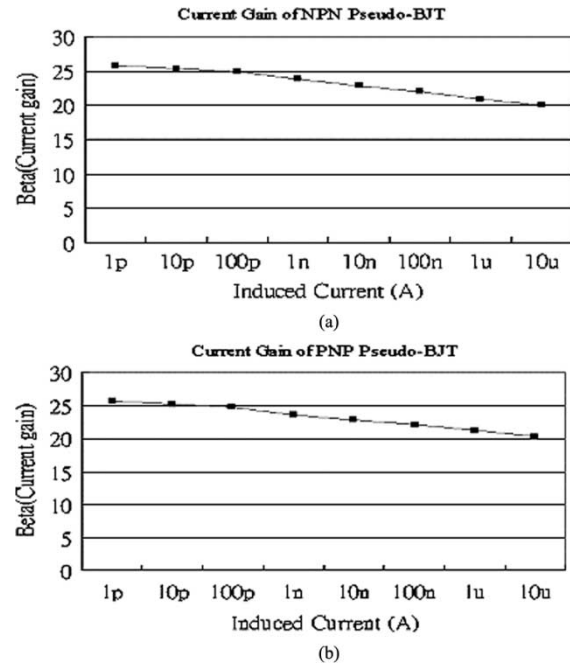 Current Gain of NPN Pseudo-BJT
30
25
20
15
10
5
0
Beta(Current gain)
1p 10p 100p 1n 10n 100n 1u 10u
Induced Current (A)
(a)
Current Gain of PNP Pseudo-BJT
30
25
20
15
10
5
0
Beta(Current gain)
1p 10p 100p 1n 10n 100n 1u 10u
Induced Current (A)
(b)